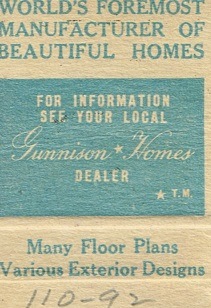 WORLD'S FOREMOST
MANUFACTURER OF
BEAUTIFUL HOMES
FOR INFORMATION
SEE YOUR LOCAL
Gunnison ★ Homes
DEALER
★ T.M.
Many Floor Plans
Various Exterior Designs
110-92